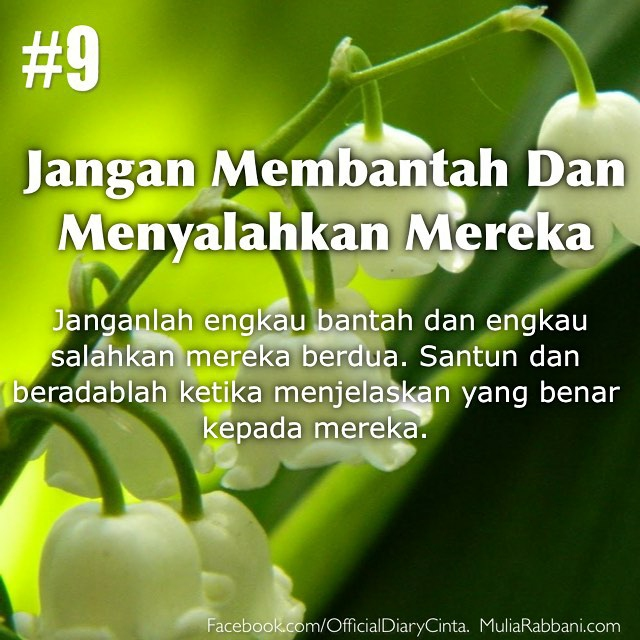 #9
Jangan Membantah Dan
Menyalahkan Mereka
Janganlah engkau bantah dan engkau
salahkan mereka berdua. Santun dan
beradablah ketika menjelaskan yang benar
kepada mereka.
Facebook.com/OfficialDiaryCinta. MuliaRabbani.com